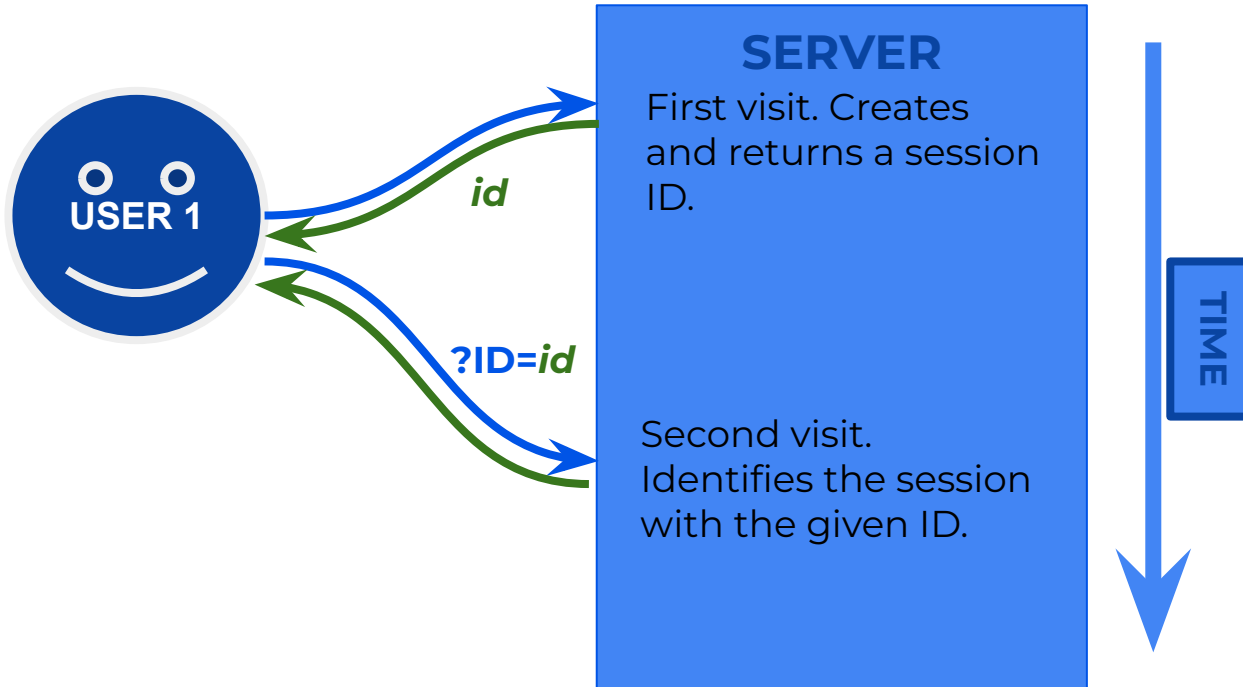 SERVER
First visit. Creates
and returns a session
ID.
id
USER 1
?ID=id
TIME
Second visit.
Identifies the session
with the given ID.